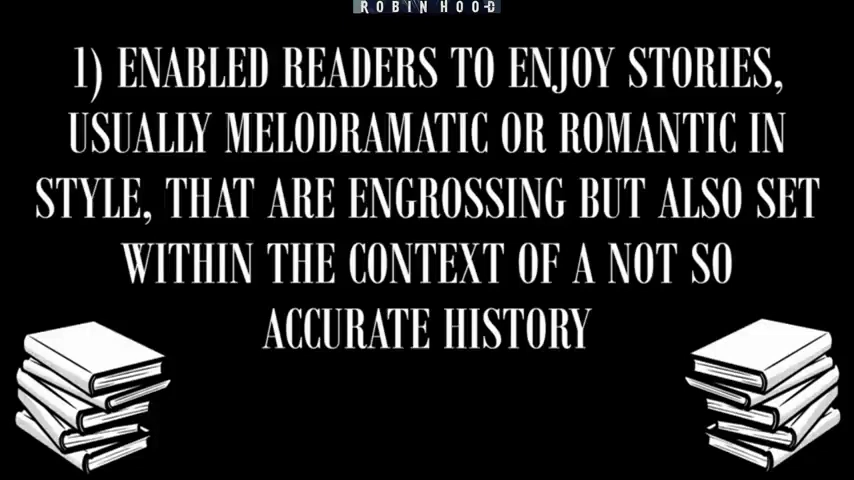 ROBIN HOOD
1) ENABLED READERS TO ENJOY STORIES,
USUALLY MELODRAMATIC OR ROMANTIC IN
STYLE, THAT ARE ENGROSSING BUT ALSO SET
WITHIN THE CONTEXT OF A NOT SO
ACCURATE HISTORY